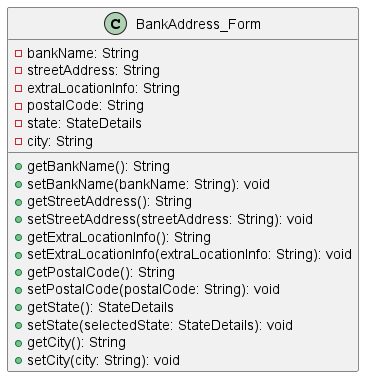 C BankAddress_Form
bankName: String
streetAddress: String
extraLocationInfo: String
postalCode: String
state: StateDetails
city: String
getBankName(): String
setBankName(bankName: String): void
getStreetAddress(): String
setStreetAddress(streetAddress: String): void
getExtraLocationInfo(): String
setExtraLocationInfo(extraLocationInfo: String): void
getPostalCode(): String
setPostalCode(postalCode: String): void
getState(): StateDetails
setState(selectedState: StateDetails): void
getCity(): String
setCity(city: String): void